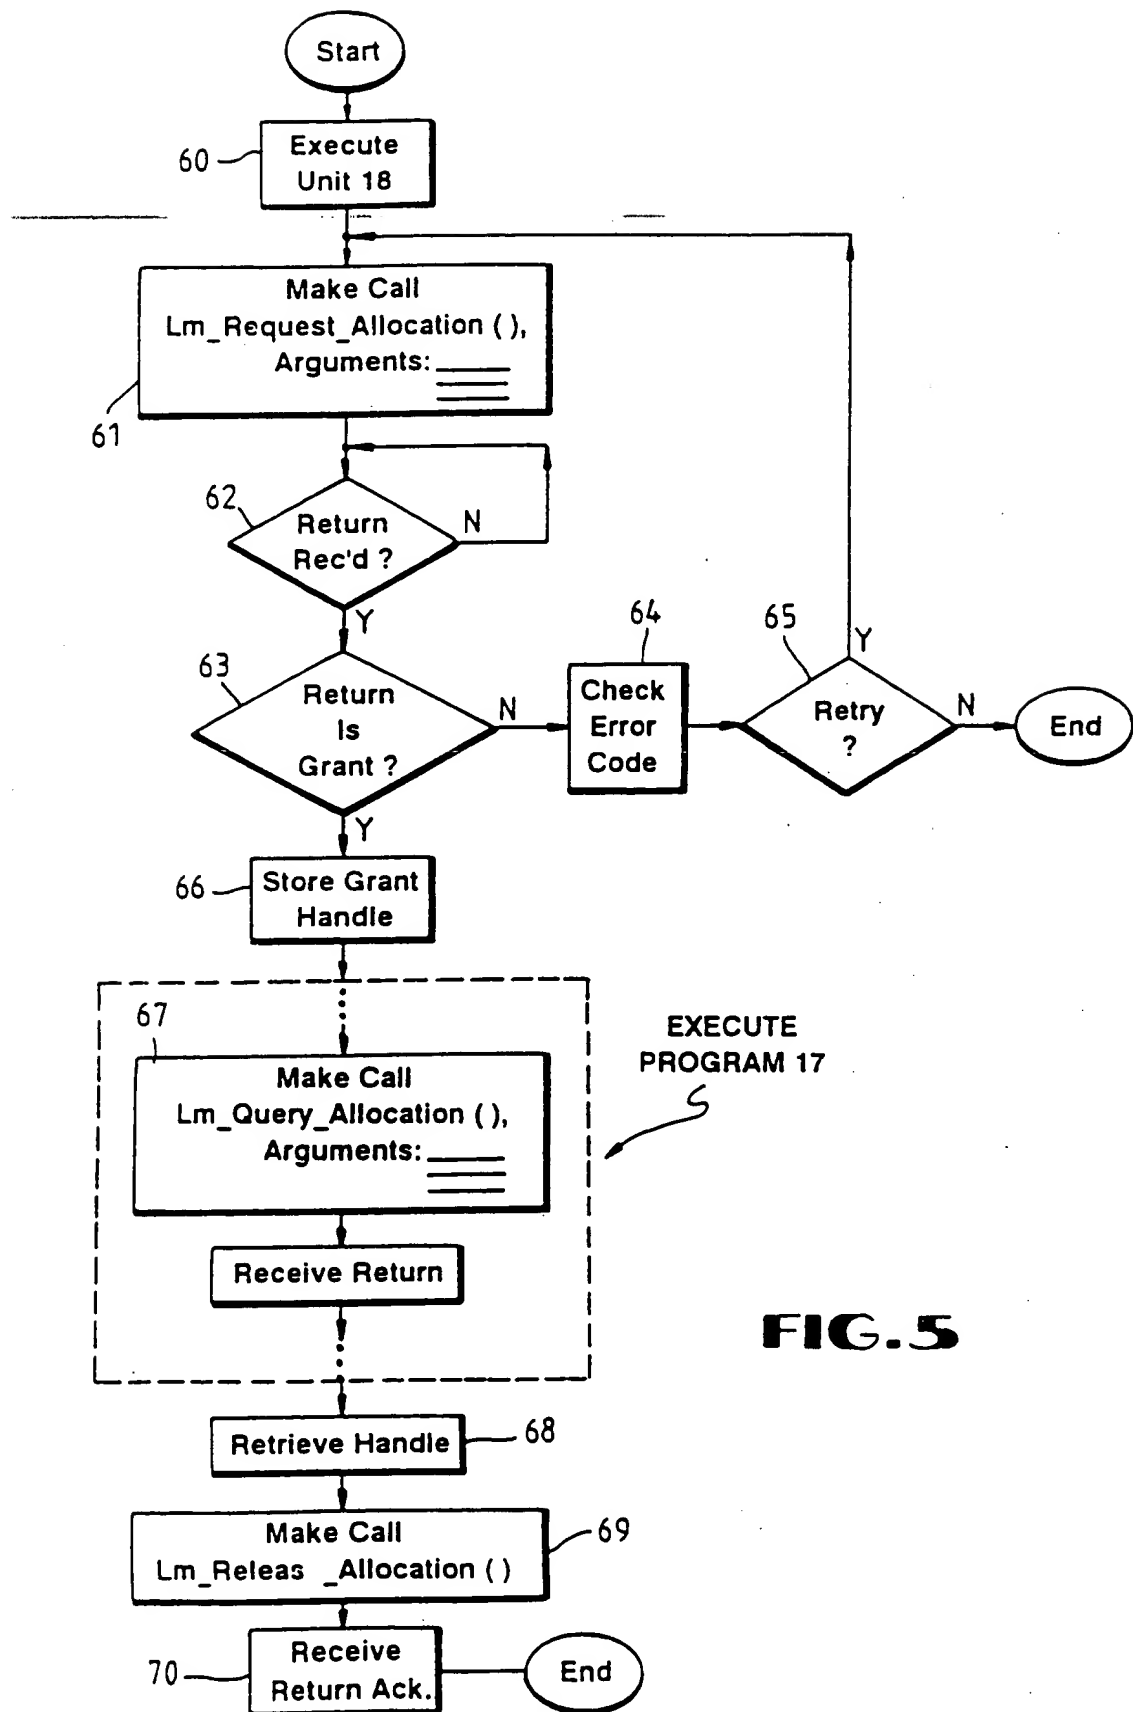 Start
60
Execute
Unit 18
Make Call
Lm_Request_Allocation ( ),
Arguments:
61
62
Return
Rec'd ?
N
Y
63
Return
Is
Grant ?
N
Y
64
Check
Error
Code
65
Retry
?
Y
N
End
66
Store Grant
Handle
67
Make Call
Lm_Query_Allocation ( ),
Arguments:
EXECUTE
PROGRAM 17
Receive Return
FIG.5
Retrieve Handle
68
Make Call
Lm_Releas _Allocation ( )
69
70
Receive
Return Ack.
End